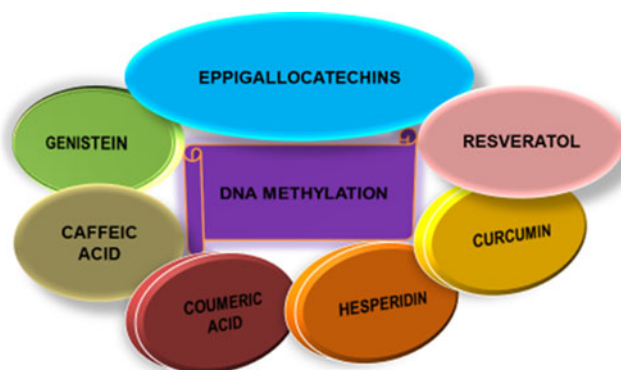 EPPIGALLOCATECHINS
GENISTEIN
RESVERATOL
DNA METHYLATION
CAFFEIC
ACID
CURCUMIN
COUMERIC
ACID
HESPERIDIN